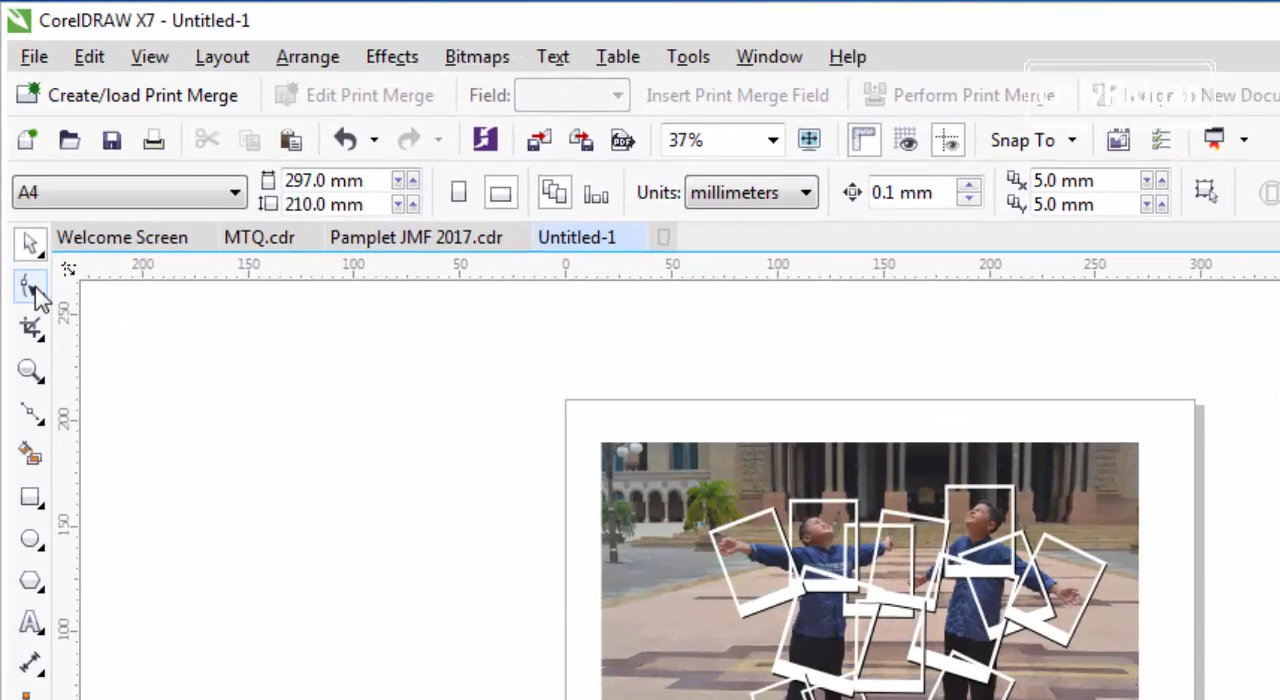 CorelDRAW X7 - Untitled-1
File Edit View Layout Arrange Effects Bitmaps Text Table Tools Window Help
Create/load Print Merge Edit Print Merge Field: Insert Print Merge Field Perform Print Merge to New Docu
37% Snap To
A4 297.0 mm 210.0 mm Units: millimeters 0.1 mm 5.0 mm 5.0 mm
Welcome Screen MTQ.cdr Pamplet JMF 2017.cdr Untitled-1
200 150 100 50 0 50 100 150 200 250 300
250
200
150
100